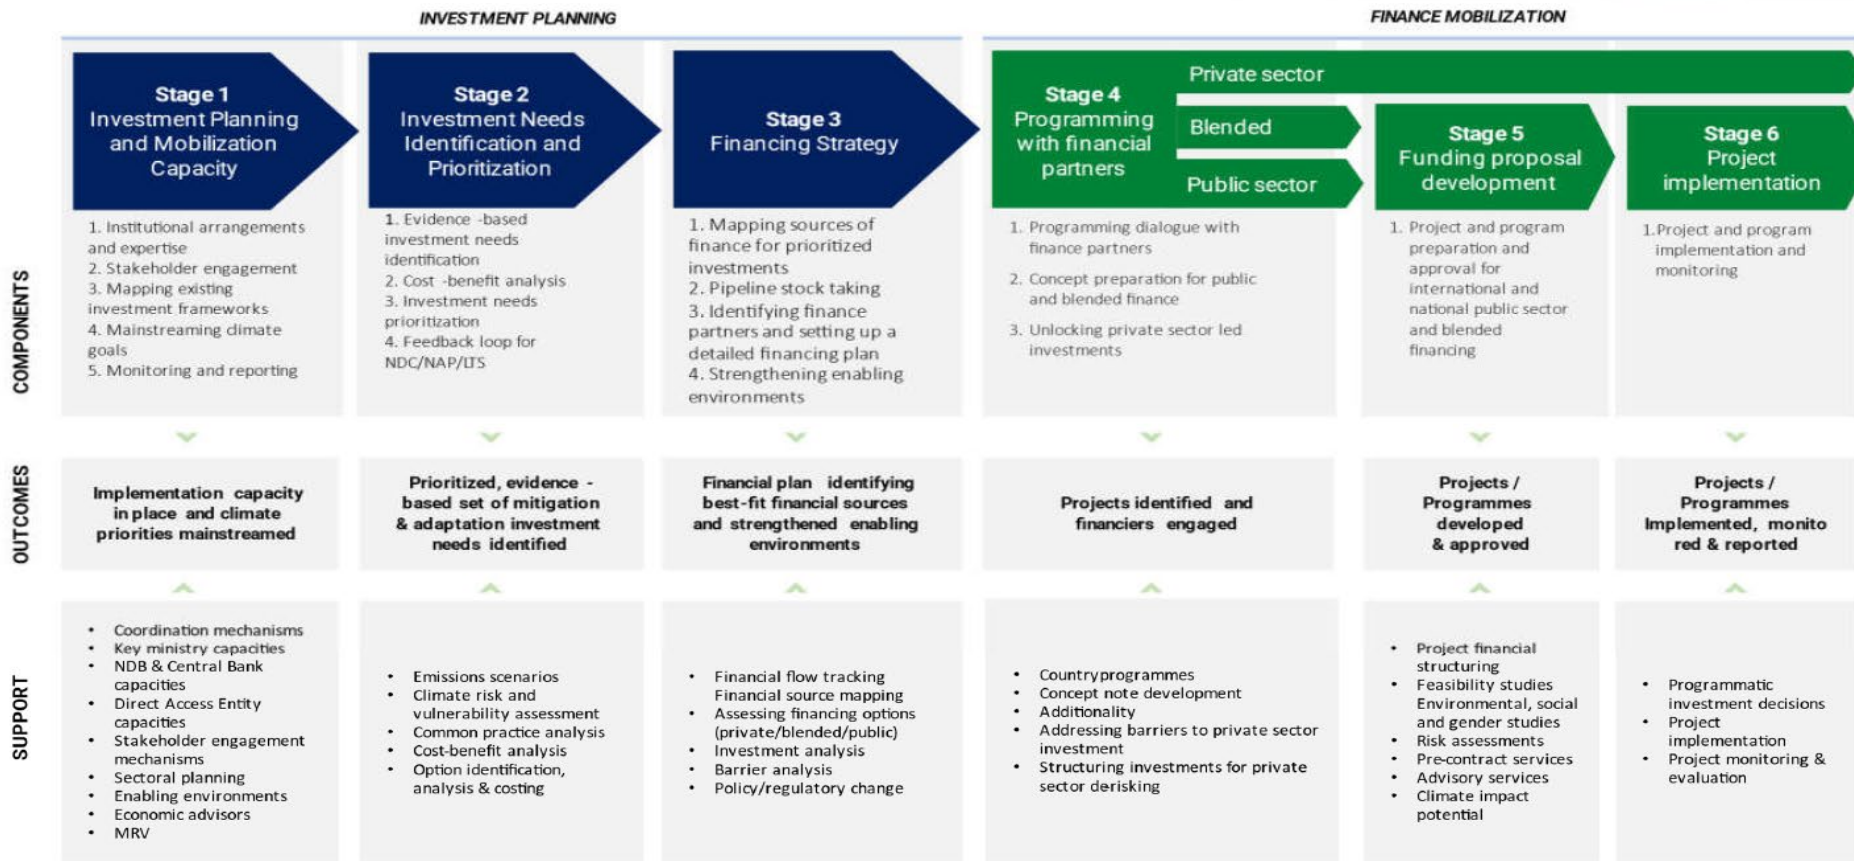 INVESTMENT PLANNING
FINANCE MOBILIZATION
Stage 1
Investment Planning
and Mobilization
Capacity
Stage 2
Investment Needs
Identification and
Prioritization
Stage 3
Financing Strategy
Stage 4
Programming
with financial
partners
Private sector
Blended
Public sector
Stage 5
Funding proposal
development
Stage 6
Project
implementation
COMPONENTS
1. Institutional arrangements
and expertise
2. Stakeholder engagement
3. Mapping existing
investment frameworks
4. Mainstreaming climate
goals
5. Monitoring and reporting
1. Evidence -based
investment needs
identification
2. Cost -benefit analysis
3. Investment needs
prioritization
4. Feedback loop for
NDC/NAP/LTS
1. Mapping sources of
finance for prioritized
investments
2. Pipeline stock taking
3. Identifying finance
partners and setting up a
detailed financing plan
4. Strengthening enabling
environments
1. Programming dialogue with
finance partners
2. Concept preparation for public
and blended finance
3. Unlocking private sector led
investments
1. Project and program
preparation and
approval for
international and
national public sector
and blended
financing
1.Project and program
implementation and
monitoring
OUTCOMES
Implementation capacity
in place and climate
priorities mainstreamed
Prioritized, evidence -
based set of mitigation
& adaptation investment
needs identified
Financial plan identifying
best-fit financial sources
and strengthened enabling
environments
Projects identified and
financiers engaged
Projects /
Programmes
developed
& approved
Projects /
Programmes
Implemented, monito
red & reported
SUPPORT
• Coordination mechanisms
• Key ministry capacities
• NDB & Central Bank
capacities
• Direct Access Entity
capacities
• Stakeholder engagement
mechanisms
• Sectoral planning
• Enabling environments
• Economic advisors
• MRV
• Emissions scenarios
• Climate risk and
vulnerability assessment
• Common practice analysis
• Cost-benefit analysis
• Option identification,
analysis & costing
• Financial flow tracking
Financial source mapping
• Assessing financing options
(private/blended/public)
• Investment analysis
• Barrier analysis
• Policy/regulatory change
• Countryprogrammes
• Concept note development
• Additionality
• Addressing barriers to private sector
investment
• Structuring investments for private
sector derisking
• Project financial
structuring
• Feasibility studies
Environmental, social
and gender studies
• Risk assessments
• Pre-contract services
• Advisory services
• Climate impact
potential
• Programmatic
investment decisions
• Project
implementation
• Project monitoring &
evaluation